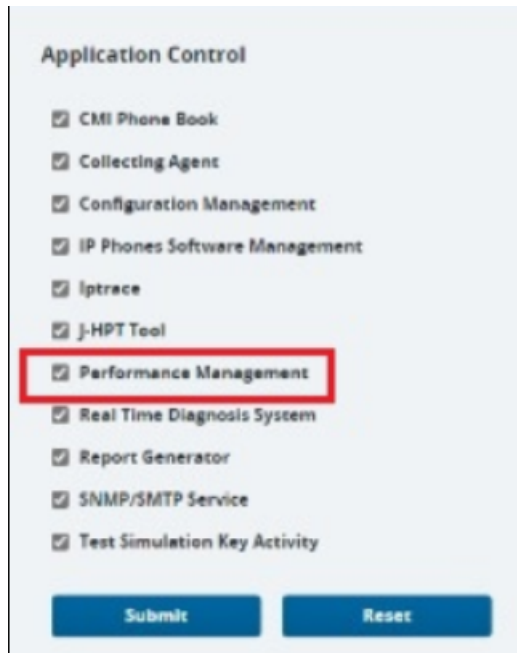 Application Control
CMI Phone Book
Collecting Agent
Configuration Management
IP Phones Software Management
Iptrace
J-HPT Tool
Performance Management
Real Time Diagnosis System
Report Generator
SNMP/SMTP Service
Test Simulation Key Activity
Submit Reset